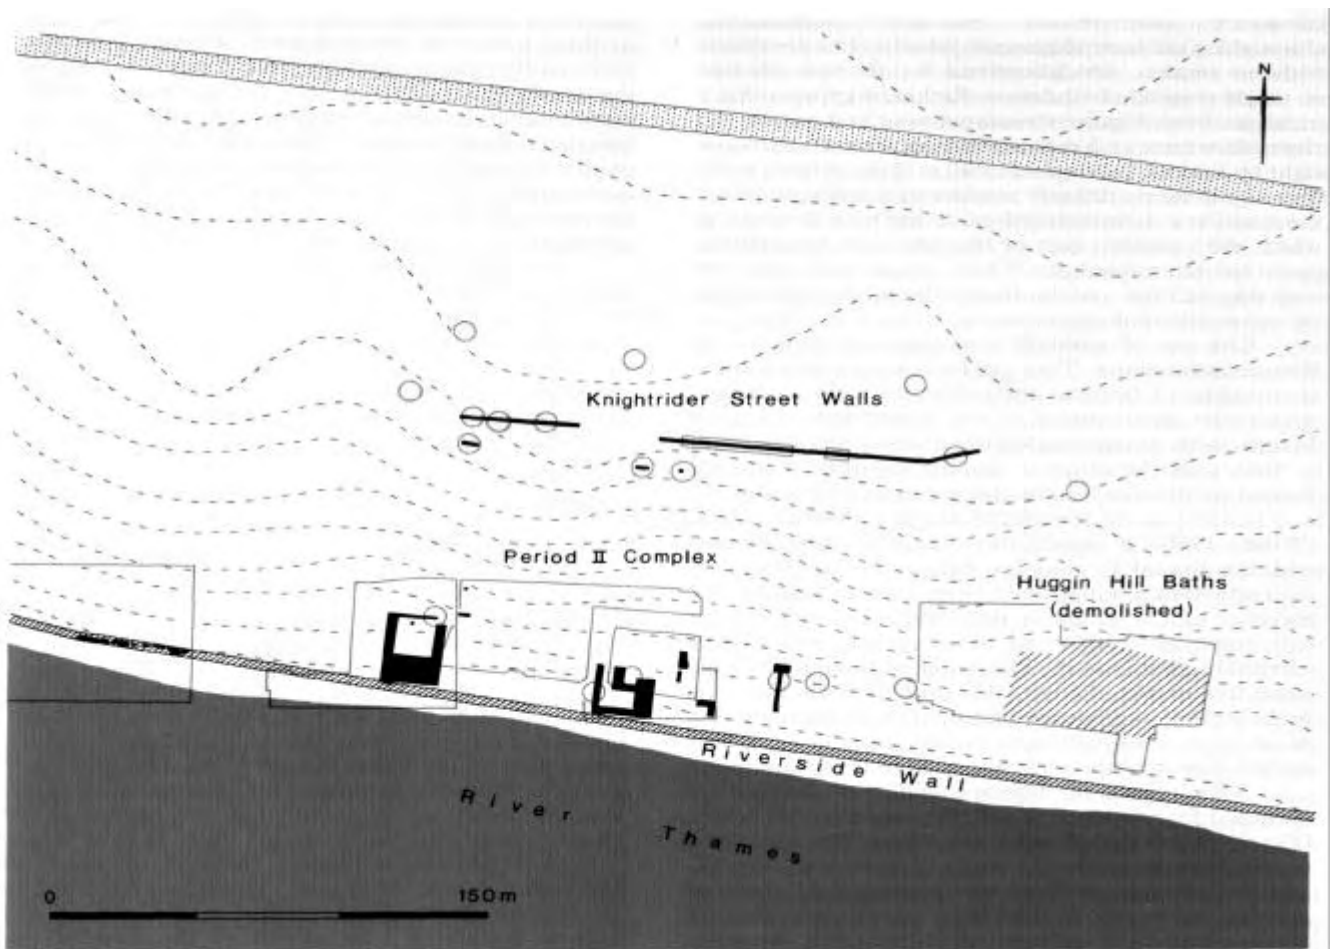 N
Knightrider Street Walls
Period II Complex
Huggin Hill Baths
(demolished)
Riverside Wall
River Thames
0 150m